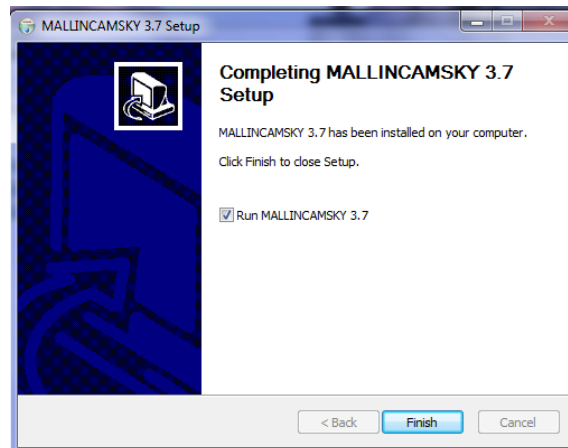 MALLINCAMSKY 3.7 Setup
Completing MALLINCAMSKY 3.7
Setup
MALLINCAMSKY 3.7 has been installed on your computer.
Click Finish to close Setup.
Run MALLINCAMSKY 3.7
< Back
Finish
Cancel